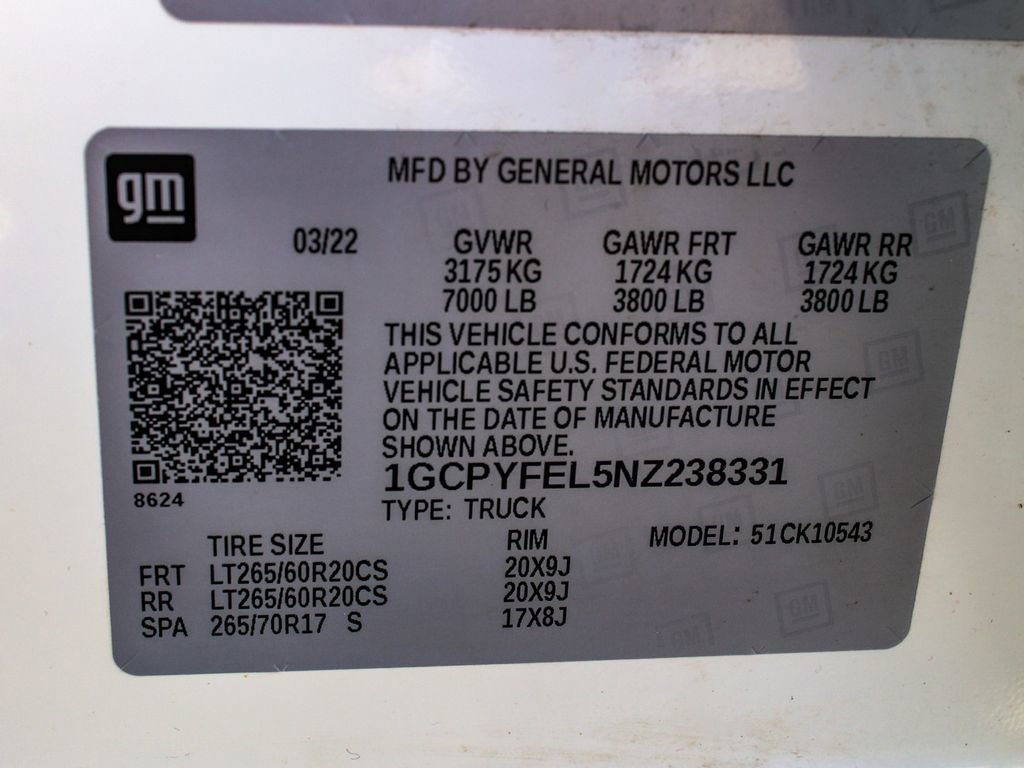 gm
MFD BY GENERAL MOTORS LLC
03/22 GVWR GAWR FRT GAWR RR
3175 KG 1724 KG 1724 KG
7000 LB 3800 LB 3800 LB
THIS VEHICLE CONFORMS TO ALL
APPLICABLE U.S. FEDERAL MOTOR
VEHICLE SAFETY STANDARDS IN EFFECT
ON THE DATE OF MANUFACTURE
SHOWN ABOVE.
1GCPYFEL5NZ238331
8624
TYPE: TRUCK
TIRE SIZE RIM MODEL: 51CK10543
FRT LT265/60R20CS 20X9J
RR LT265/60R20CS 20X9J
SPA 265/70R17 S 17X8J